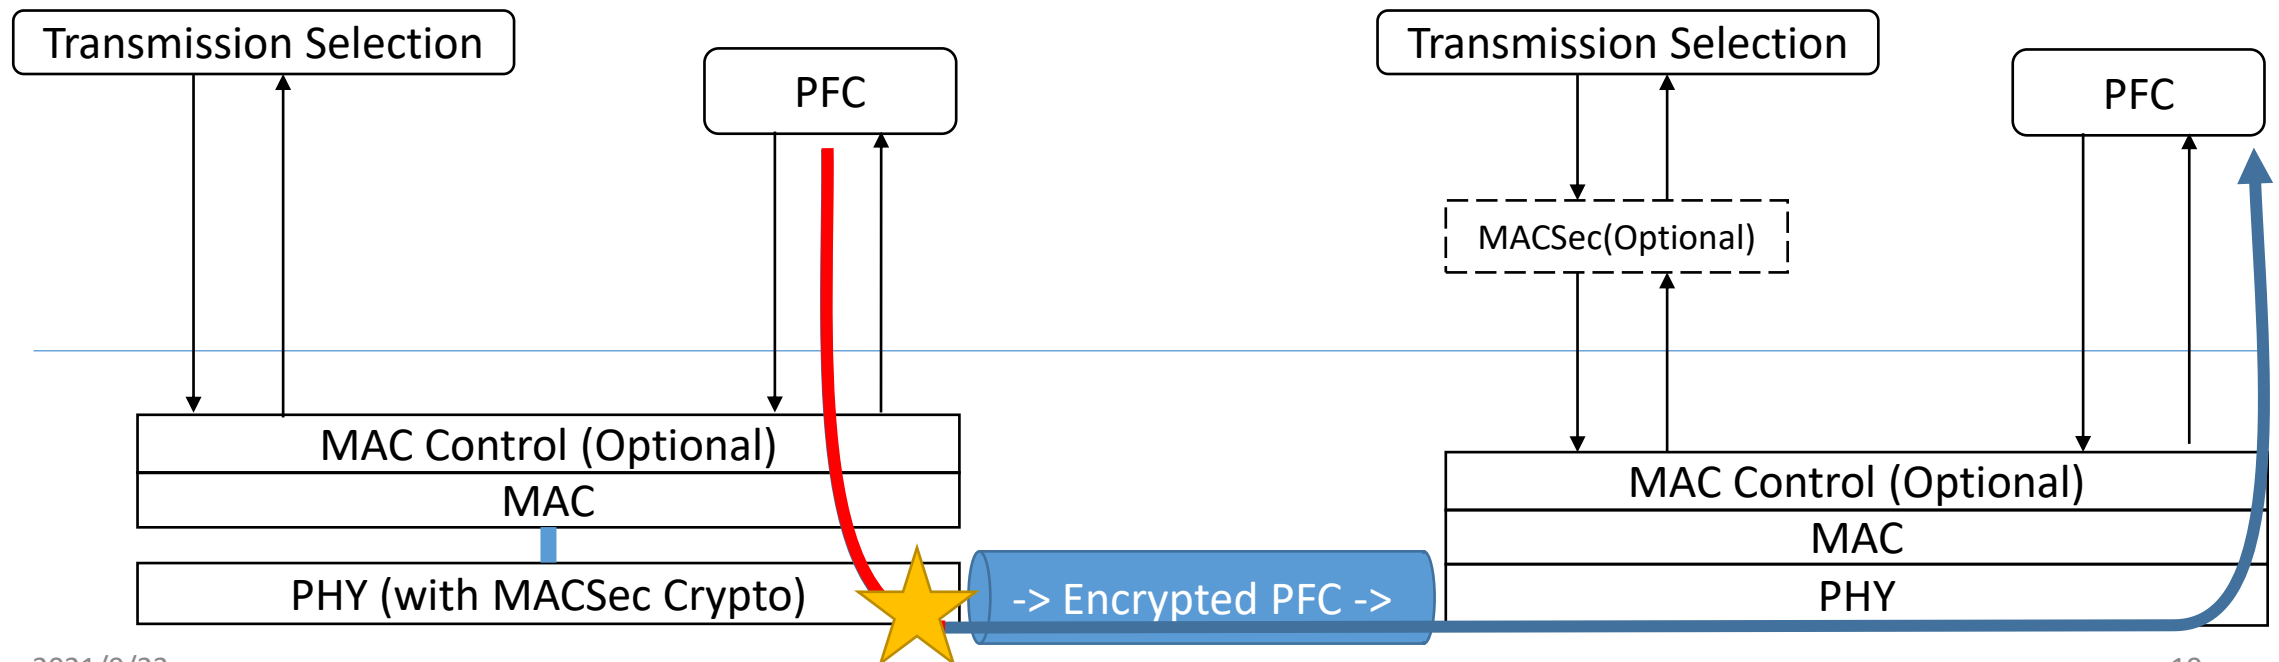 Transmission Selection
PFC
Transmission Selection
PFC
MACSec(Optional)
MAC Control (Optional)
MAC
PHY (with MACSec Crypto)
-> Encrypted PFC ->
MAC Control (Optional)
MAC
PHY